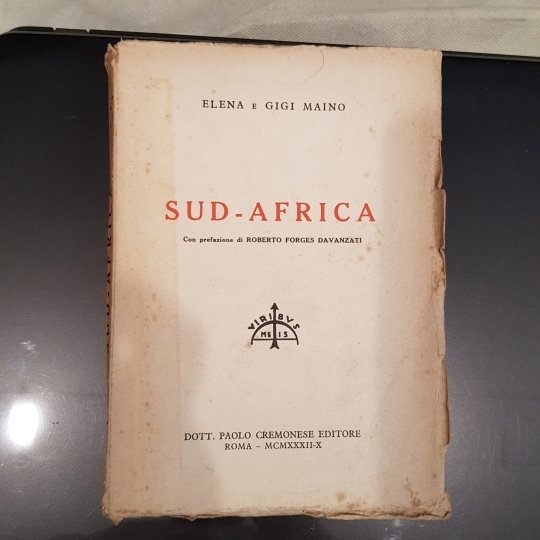 ELENA E GIGI MAINO
SUD-AFRICA
Con prefazione di ROBERTO FORGES DAVANZATI
VIRIBVS
MEIS
DOTT. PAOLO CREMONESE EDITORE
ROMA - MCMXXXII-X